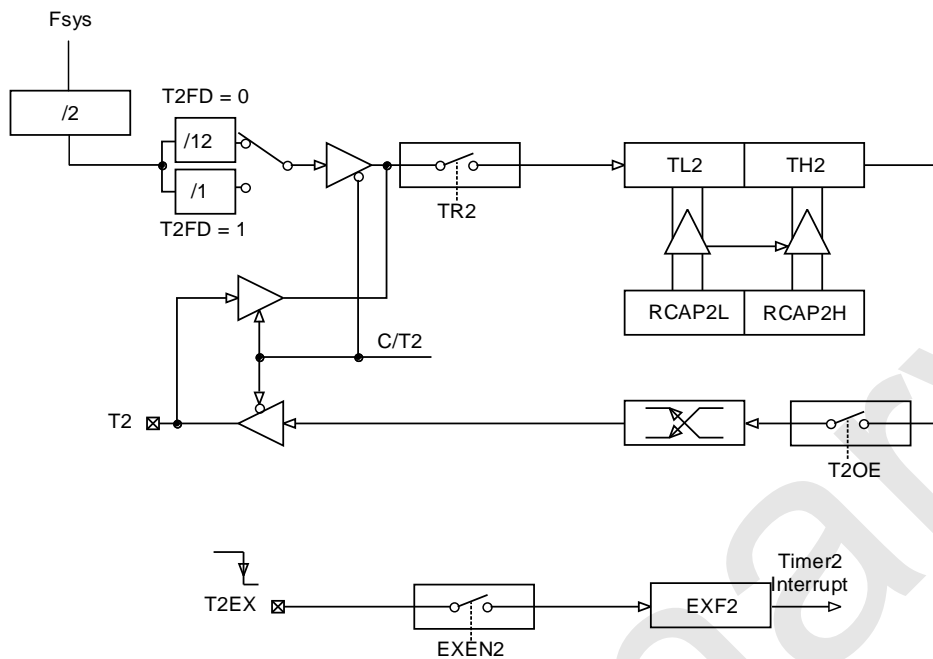 Fsys
/2
T2FD = 0
/12
/1
T2FD = 1
TR2
TL2
TH2
RCAP2L
RCAP2H
C/T2
T2
T2OE
T2EX
EXEN2
EXF2
Timer2
Interrupt